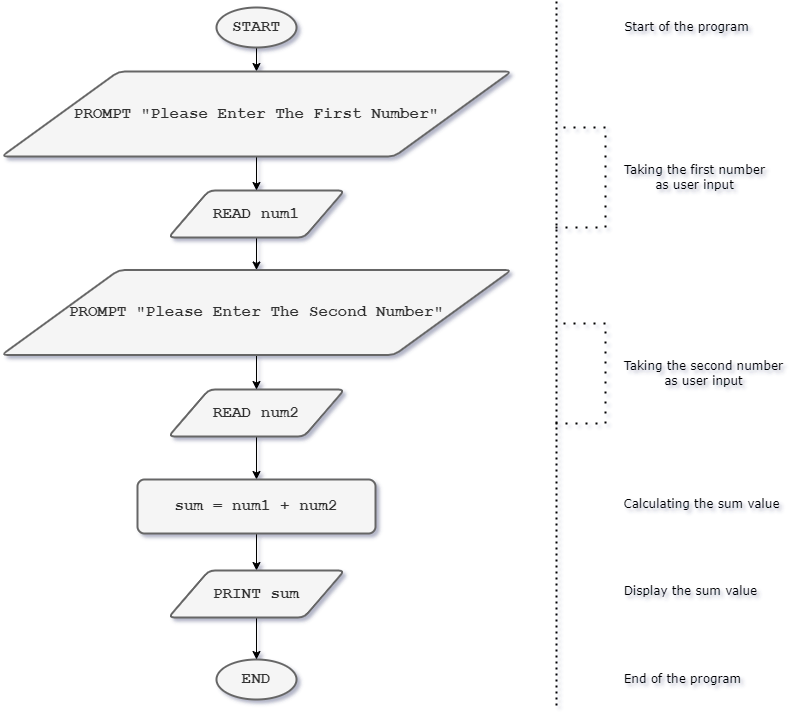 START
Start of the program
PROMPT "Please Enter The First Number"
Taking the first number
as user input
READ num1
PROMPT "Please Enter The Second Number"
Taking the second number
as user input
READ num2
sum = num1 + num2
Calculating the sum value
PRINT sum
Display the sum value
END
End of the program